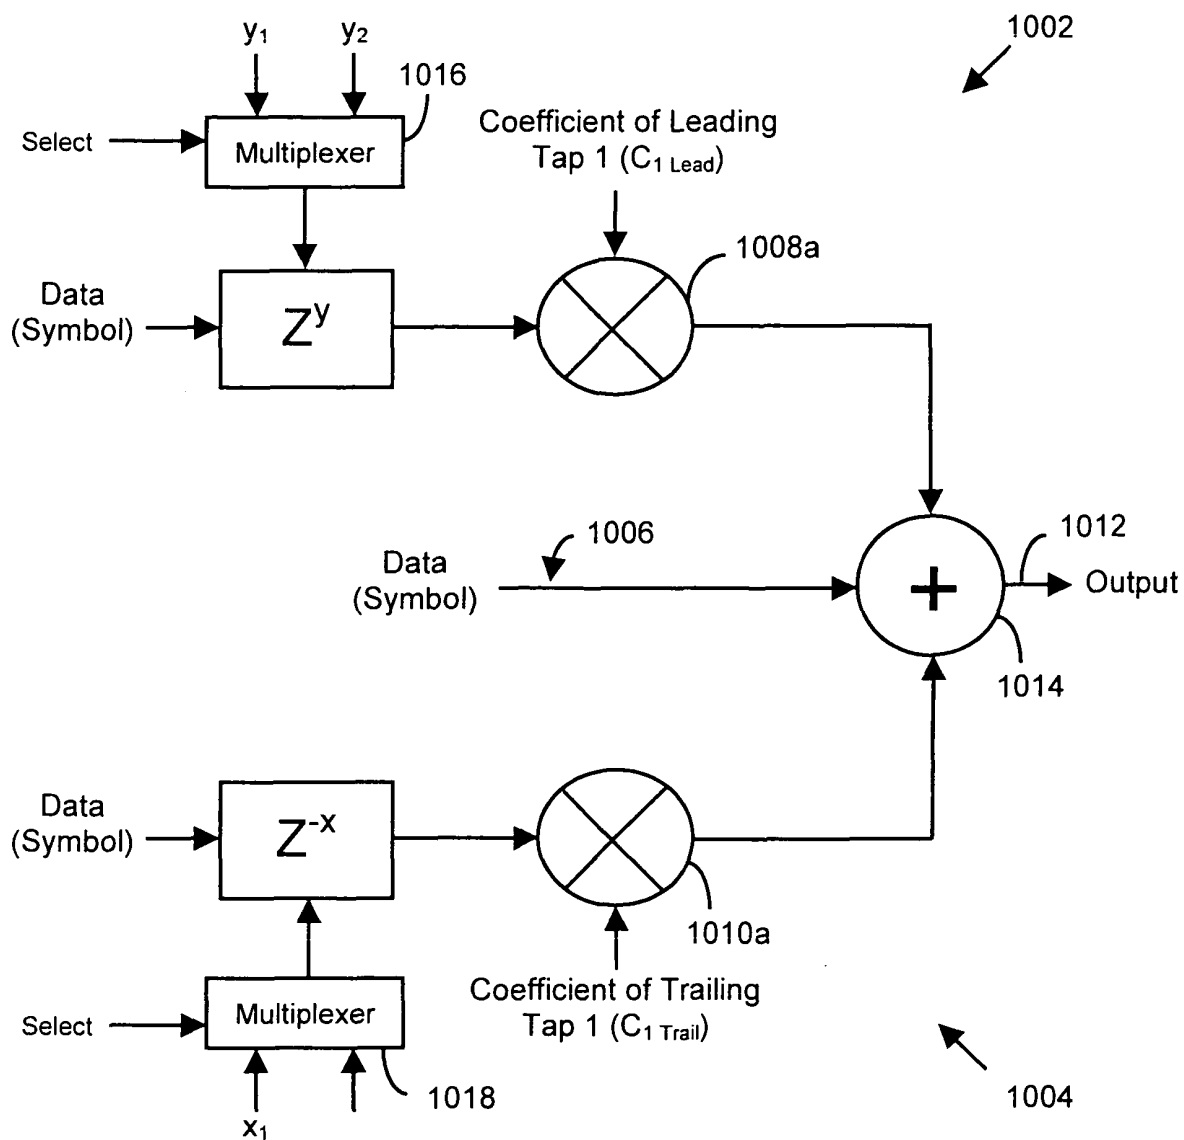 y₁ y₂
1002
1016
Select
Multiplexer
Coefficient of Leading
Tap 1 (C₁ Lead)
1008a
Data
(Symbol)
Zʸ
1006
Data
(Symbol)
+
1012
Output
1014
Data
(Symbol)
Z⁻ˣ
1010a
Coefficient of Trailing
Tap 1 (C₁ Trail)
Select
Multiplexer
1018
x₁
1004